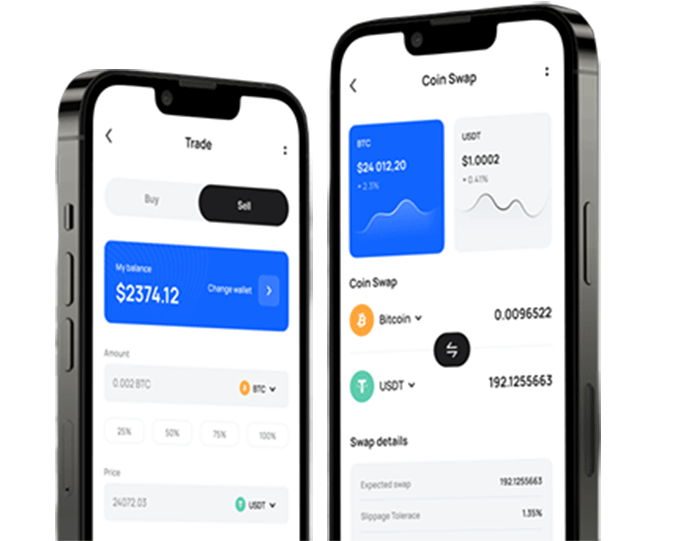 Trade
Buy
Sell
My balance
$2374.12
Change wallet
Amount
0.002 BTC
BTC
25%
50%
75%
100%
Price
24072.03
USDT
Coin Swap
BTC
$24 012,20
+ 2.3%
USDT
$1.0002
+ 0.41%
Coin Swap
Bitcoin
0.0096522
USDT
192.1255663
Swap details
Expected swap
192.1255663
Slippage Tolerace
1.35%